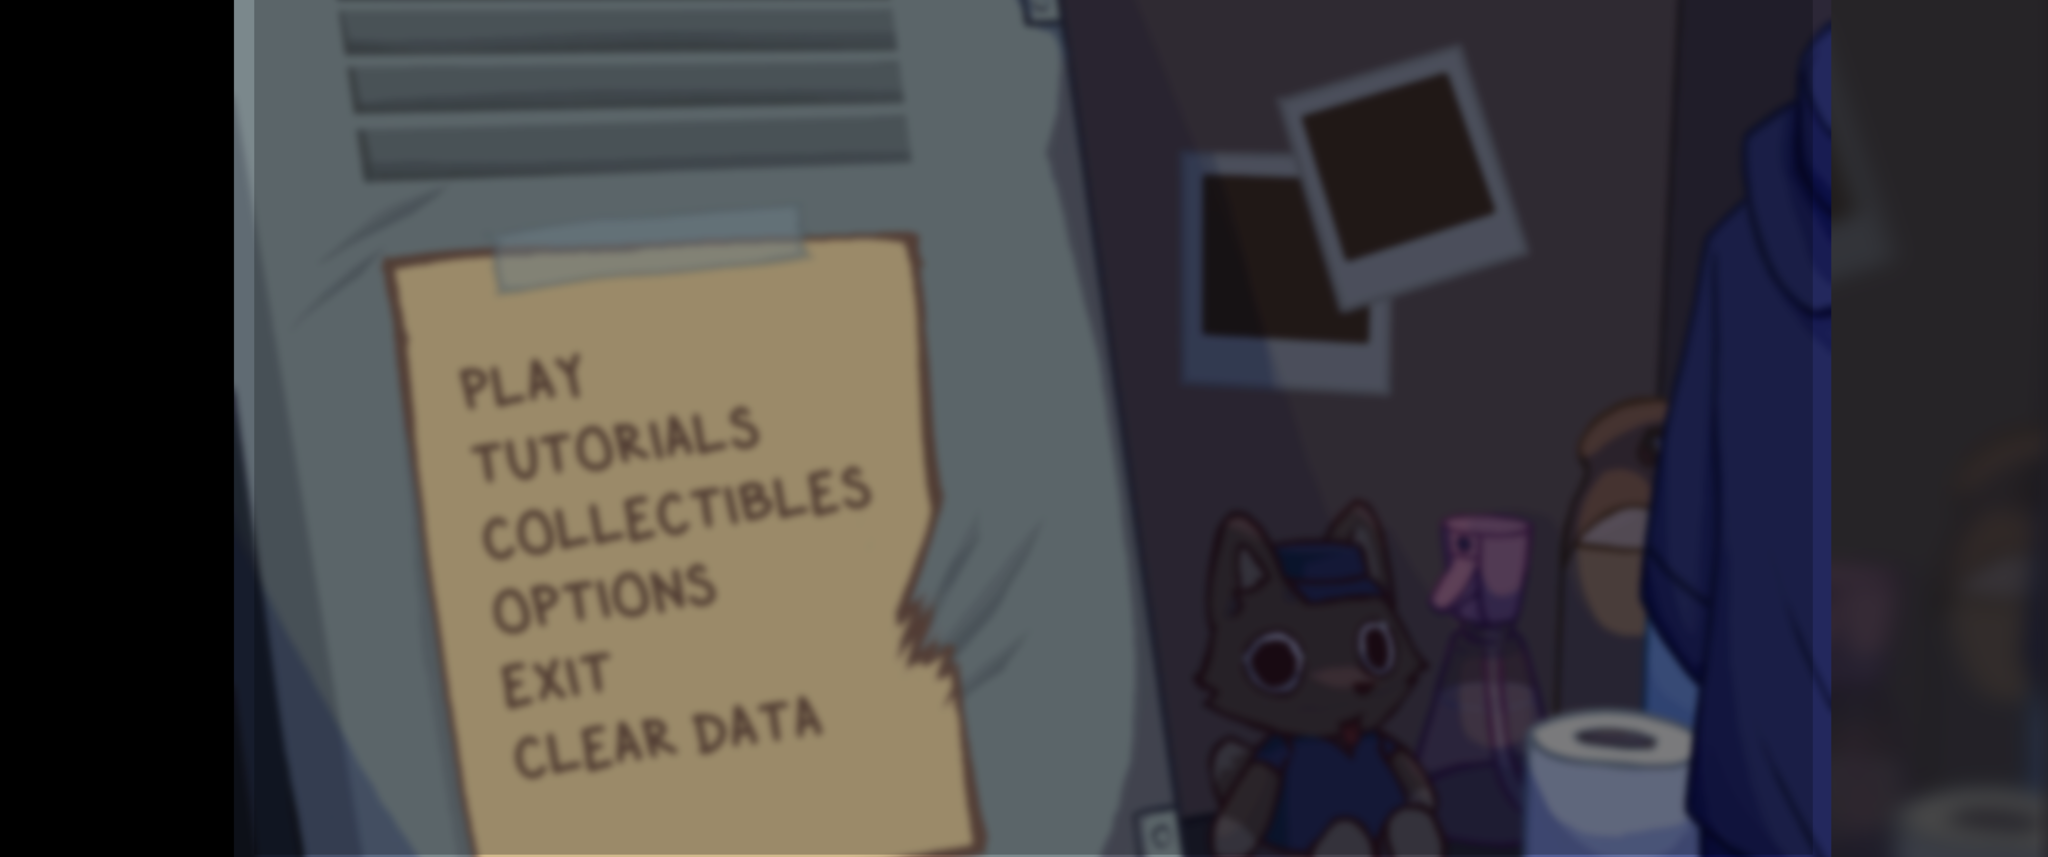 PLAY
TUTORIALS
COLLECTIBLES
OPTIONS
EXIT
CLEAR DATA